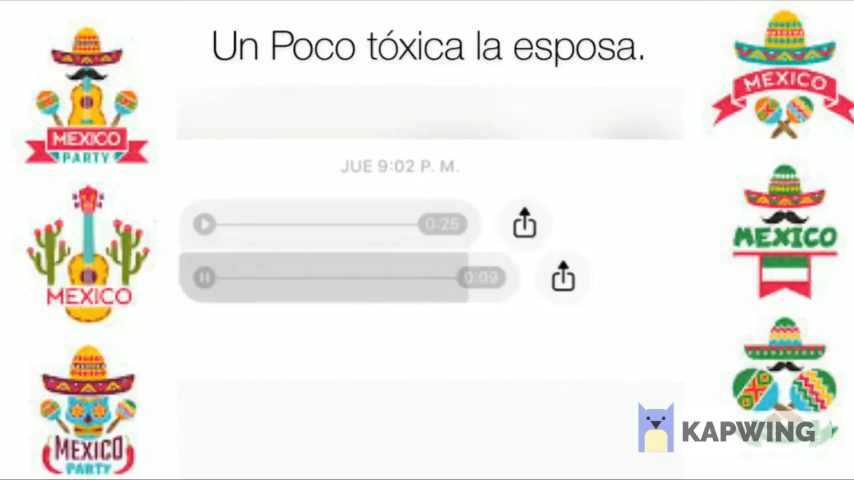 Un Poco tóxica la esposa.
MEXICO
PARTY
MEXICO
MEXICO
PARTY
JUE 9:02 P. M.
0:25
0:09
MEXICO
MEXICO
KAPWING